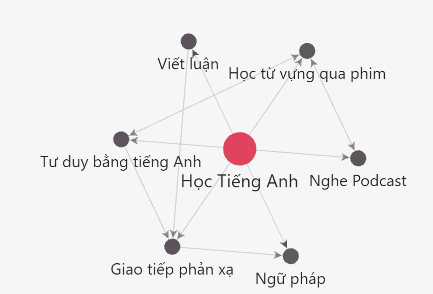 Viết luận
Học từ vựng qua phim
Tư duy bằng tiếng Anh
Học Tiếng Anh
Nghe Podcast
Giao tiếp phản xạ
Ngữ pháp